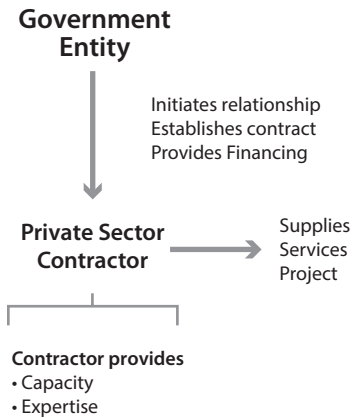 Government
Entity
Initiates relationship
Establishes contract
Provides Financing
Private Sector
Contractor
Supplies
Services
Project
Contractor provides
• Capacity
• Expertise